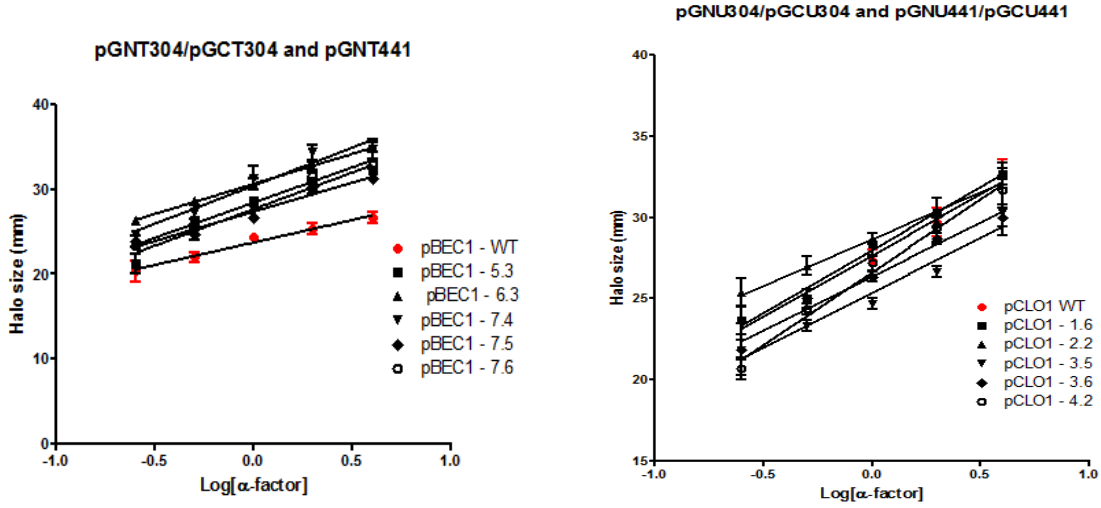 pGNT304/pGCT304 and pGNT441
40
30
20
10
0
-1.0
-0.5
0.0
0.5
1.0
Halo size (mm)
Log[α-factor]
pBEC1 - WT
pBEC1 - 5.3
pBEC1 - 6.3
pBEC1 - 7.4
pBEC1 - 7.5
pBEC1 - 7.6
pGNU304/pGCU304 and pGNU441/pGCU441
40
35
30
25
20
15
-1.0
-0.5
0.0
0.5
1.0
Halo size (mm)
Log[α-factor]
pCLO1 WT
pCLO1 - 1.6
pCLO1 - 2.2
pCLO1 - 3.5
pCLO1 - 3.6
pCLO1 - 4.2